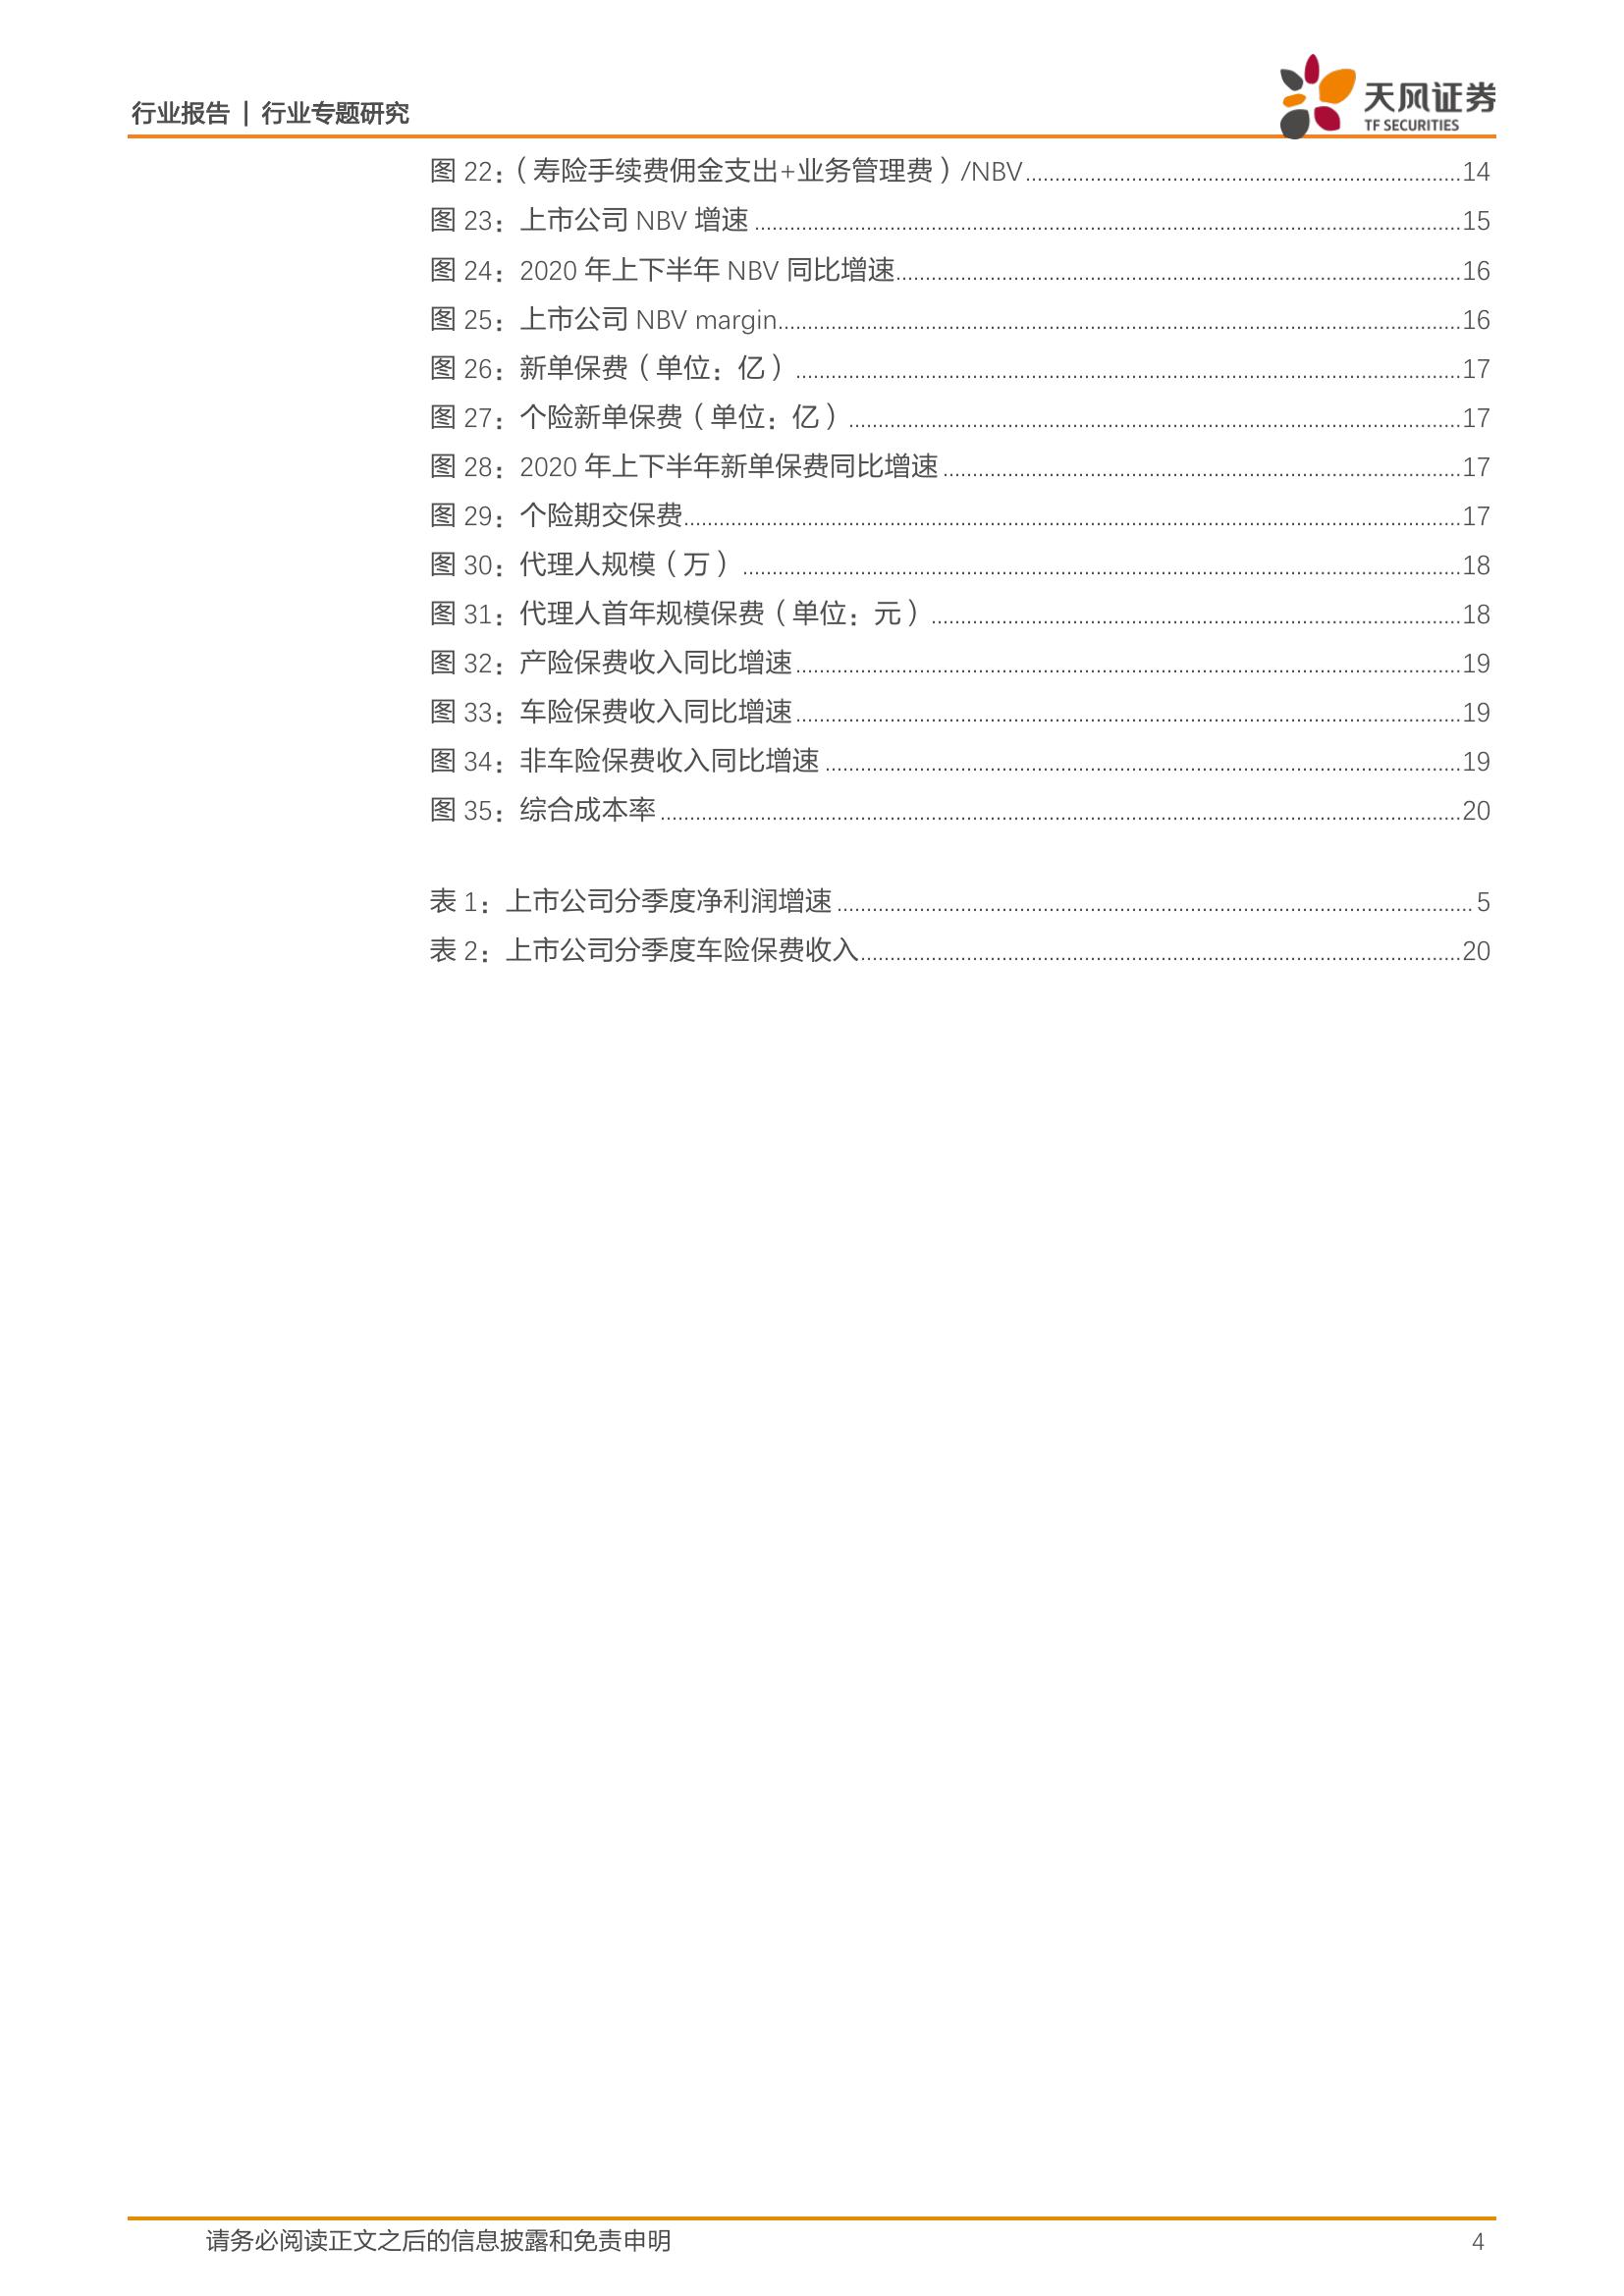 行业报告 | 行业专题研究
天风证券
TF SECURITIES
图 22：（寿险手续费佣金支出+业务管理费）/NBV........................................................................14
图 23：上市公司 NBV 增速........................................................................15
图 24：2020 年上下半年 NBV 同比增速........................................................................16
图 25：上市公司 NBV margin........................................................................16
图 26：新单保费（单位：亿）........................................................................17
图 27：个险新单保费（单位：亿）........................................................................17
图 28：2020 年上下半年新单保费同比增速........................................................................17
图 29：个险期交保费........................................................................17
图 30：代理人规模（万）........................................................................18
图 31：代理人首年规模保费（单位：元）........................................................................18
图 32：产险保费收入同比增速........................................................................19
图 33：车险保费收入同比增速........................................................................19
图 34：非车险保费收入同比增速........................................................................19
图 35：综合成本率........................................................................20
表 1：上市公司分季度净利润增速........................................................................5
表 2：上市公司分季度车险保费收入........................................................................20
请务必阅读正文之后的信息披露和免责申明 4